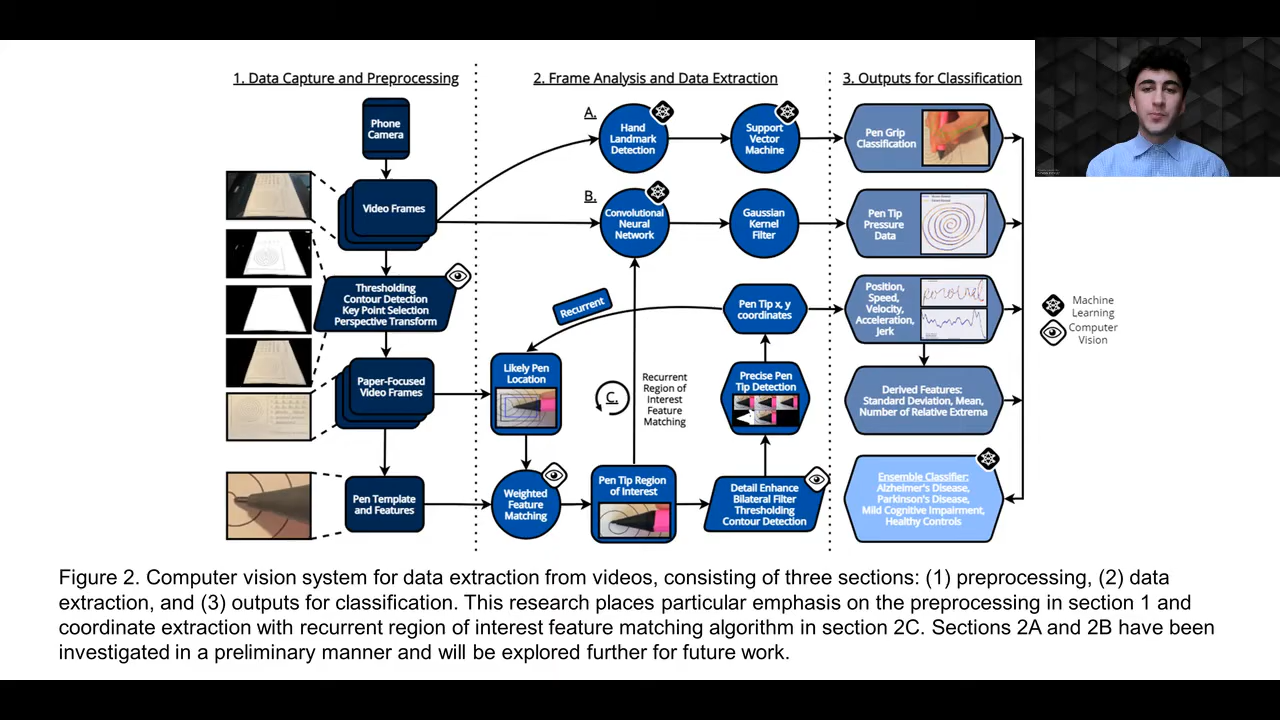 1. Data Capture and Preprocessing
2. Frame Analysis and Data Extraction
3. Outputs for Classification
Phone
Camera
Video Frames
Thresholding
Contour Detection
Key Point Selection
Perspective Transform
Paper-Focused
Video Frames
Pen Template
and Features
A.
Hand
Landmark
Detection
Support
Vector
Machine
B.
Convolutional
Neural
Network
Gaussian
Kernel
Filter
Recurrent
Pen Tip x, y
coordinates
Likely Pen
Location
C.
Recurrent
Region of
Interest
Feature
Matching
Precise Pen
Tip Detection
Weighted
Feature
Matching
Pen Tip Region
of Interest
Detail Enhance
Bilateral Filter
Thresholding
Contour Detection
Pen Grip
Classification
Pen Tip
Pressure
Data
Position,
Speed,
Velocity,
Acceleration,
Jerk
Derived Features:
Standard Deviation, Mean,
Number of Relative Extrema
Ensemble Classifier:
Alzheimer's Disease,
Parkinson's Disease,
Mild Cognitive Impairment,
Healthy Controls
Machine
Learning
Computer
Vision
Figure 2. Computer vision system for data extraction from videos, consisting of three sections: (1) preprocessing, (2) data
extraction, and (3) outputs for classification. This research places particular emphasis on the preprocessing in section 1 and
coordinate extraction with recurrent region of interest feature matching algorithm in section 2C. Sections 2A and 2B have been
investigated in a preliminary manner and will be explored further for future work.